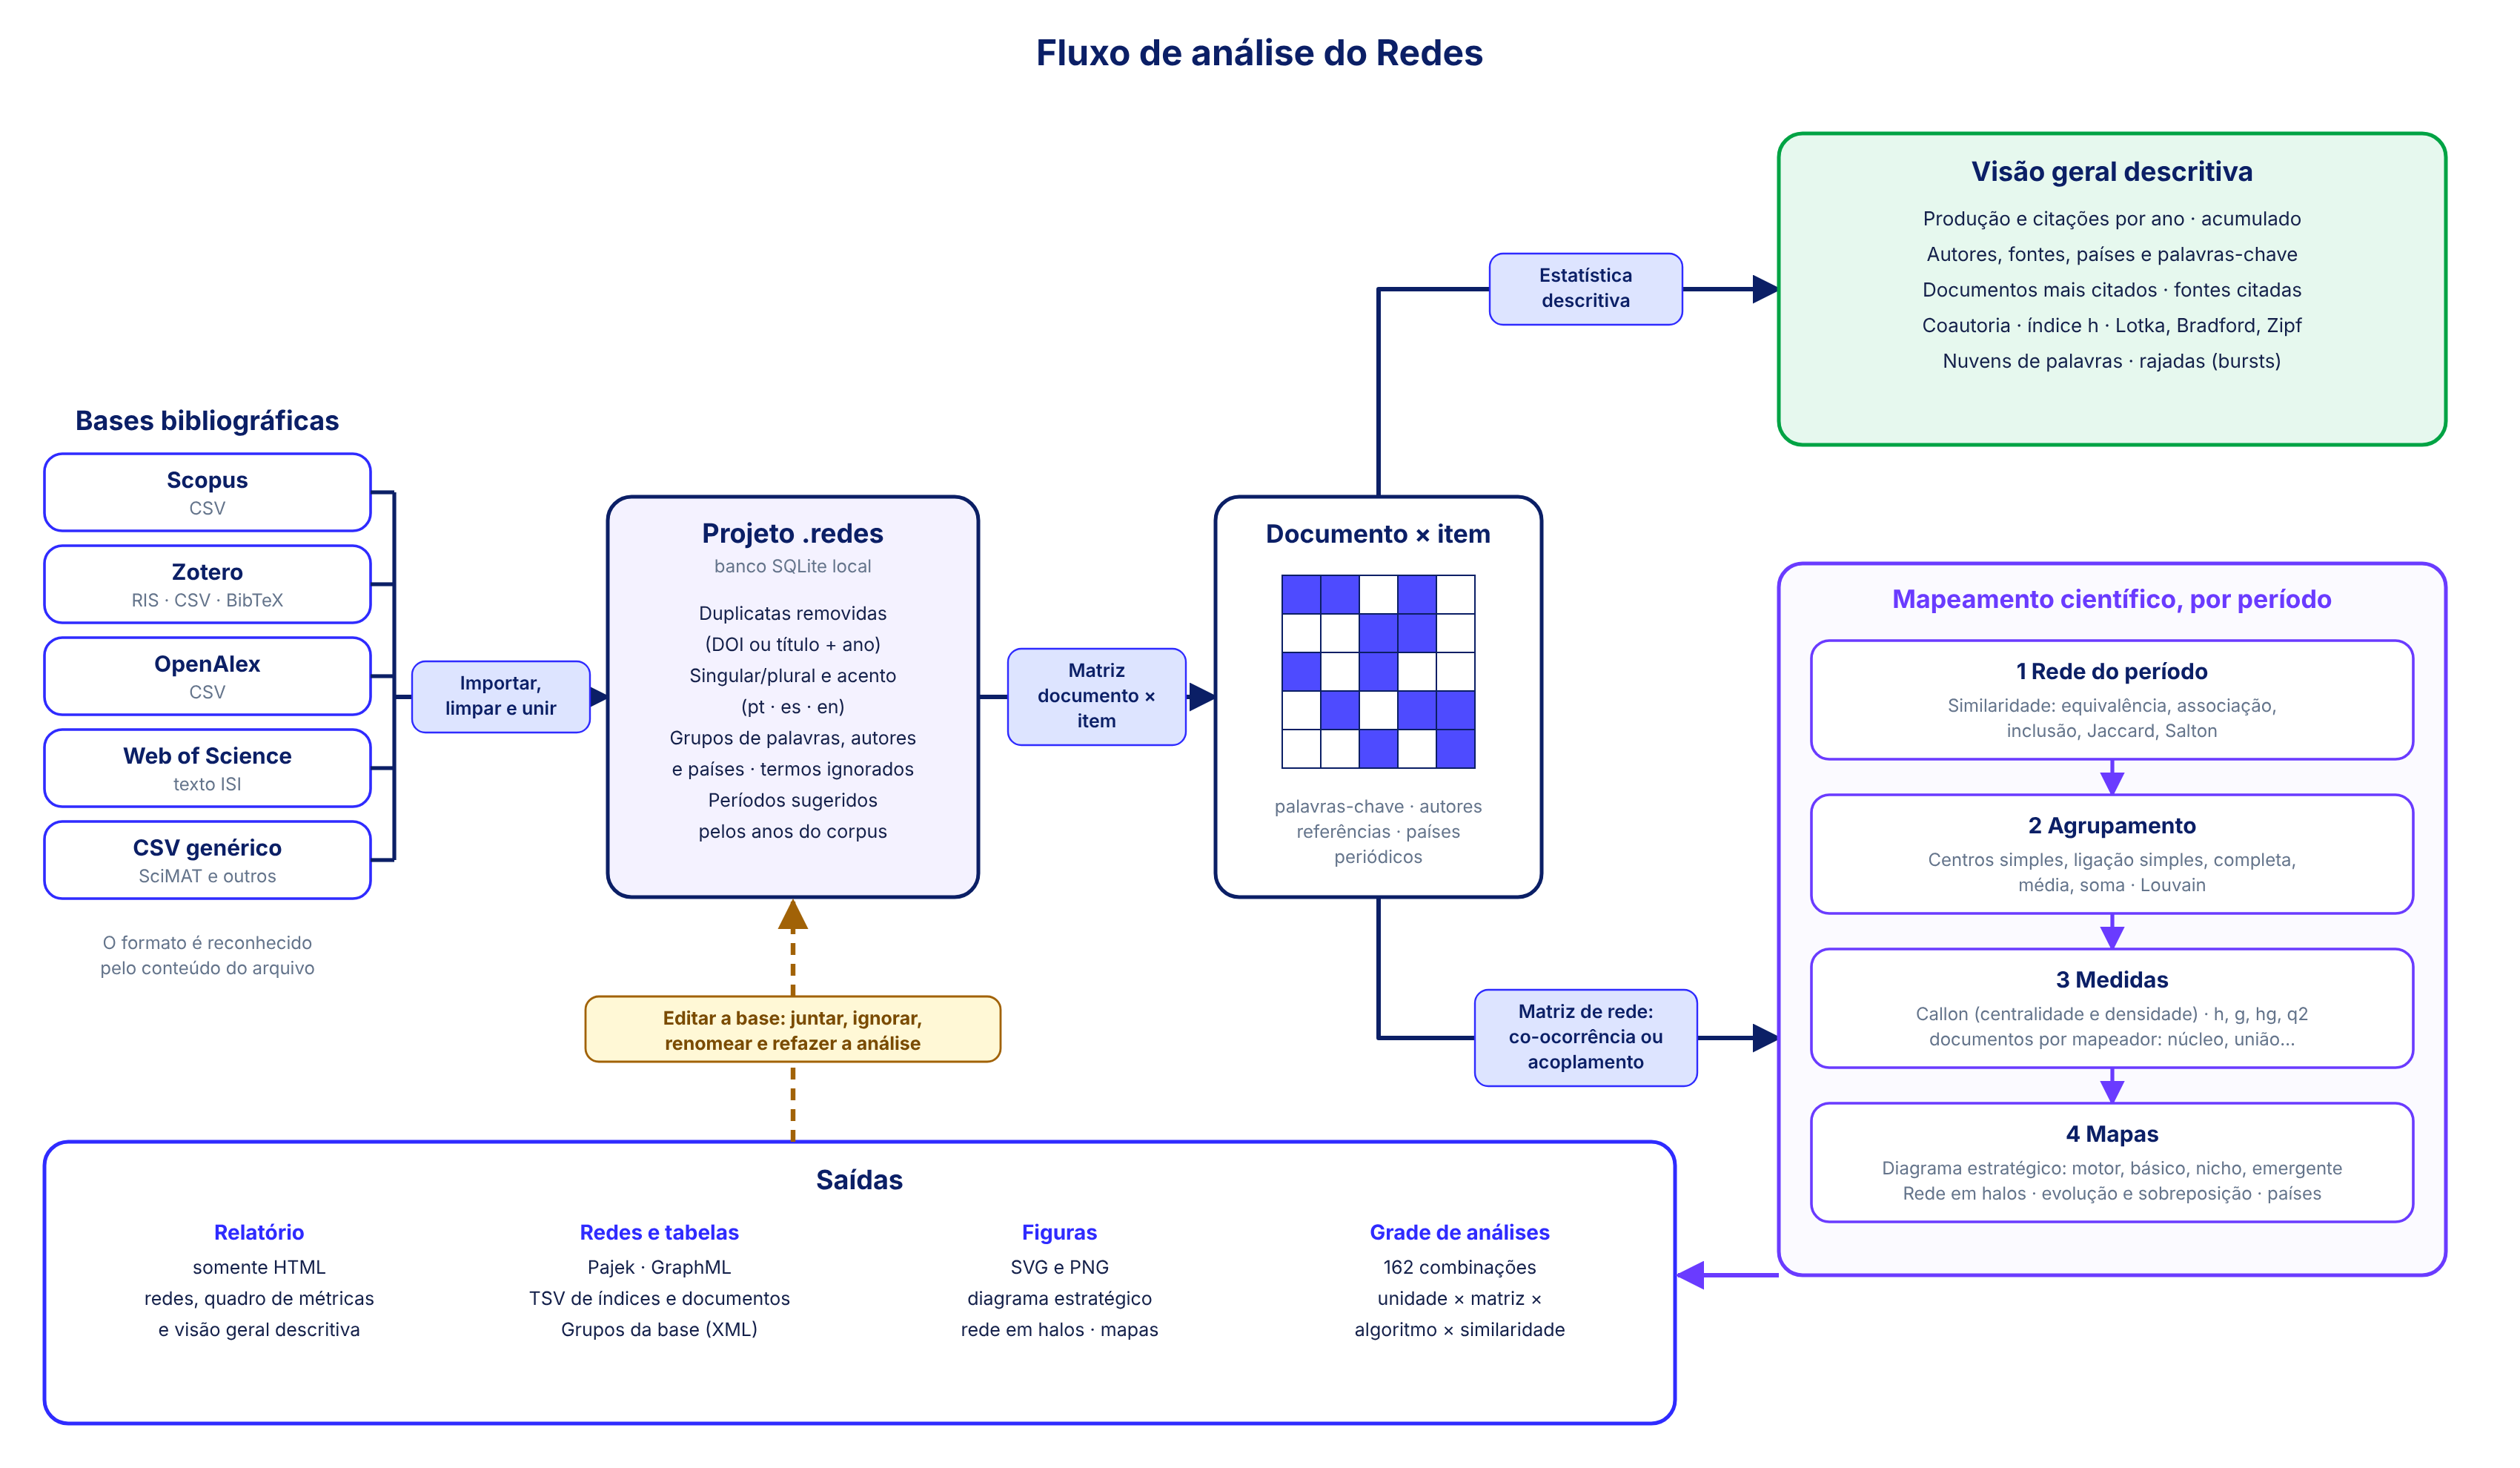 Fluxo de análise do Redes
Bases bibliográficas
Scopus
CSV
Zotero
RIS · CSV · BibTeX
OpenAlex
CSV
Web of Science
texto ISI
CSV genérico
SciMAT e outros
O formato é reconhecido
pelo conteúdo do arquivo
Importar,
limpar e unir
Projeto .redes
banco SQLite local
Duplicatas removidas
(DOI ou título + ano)
Singular/plural e acento
(pt · es · en)
Grupos de palavras, autores
e países · termos ignorados
Períodos sugeridos
pelos anos do corpus
Matriz
documento ×
item
Documento × item
palavras-chave · autores
referências · países
periódicos
Estatística
descritiva
Visão geral descritiva
Produção e citações por ano · acumulado
Autores, fontes, países e palavras-chave
Documentos mais citados · fontes citadas
Coautoria · índice h · Lotka, Bradford, Zipf
Nuvens de palavras · rajadas (bursts)
Matriz de rede:
co-ocorrência ou
acoplamento
Mapeamento científico, por período
1 Rede do período
Similaridade: equivalência, associação,
inclusão, Jaccard, Salton
2 Agrupamento
Centros simples, ligação simples, completa,
média, soma · Louvain
3 Medidas
Callon (centralidade e densidade) · h, g, hg, q2
documentos por mapeador: núcleo, união...
4 Mapas
Diagrama estratégico: motor, básico, nicho, emergente
Rede em halos · evolução e sobreposição · países
Editar a base: juntar, ignorar,
renomear e refazer a análise
Saídas
Relatório
somente HTML
redes, quadro de métricas
e visão geral descritiva
Redes e tabelas
Pajek · GraphML
TSV de índices e documentos
Grupos da base (XML)
Figuras
SVG e PNG
diagrama estratégico
rede em halos · mapas
Grade de análises
162 combinações
unidade × matriz ×
algoritmo × similaridade